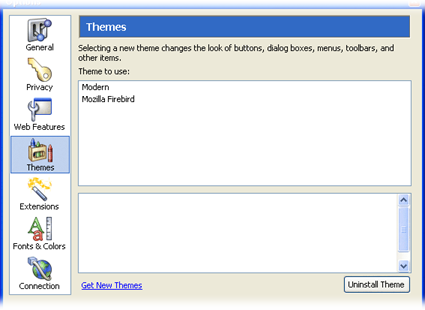 General
Privacy
Web Features
Themes
Extensions
Fonts & Colors
Connection
Themes
Selecting a new theme changes the look of buttons, dialog boxes, menus, toolbars, and
other items.
Theme to use:
Modern
Mozilla Firebird
Get New Themes
Uninstall Theme